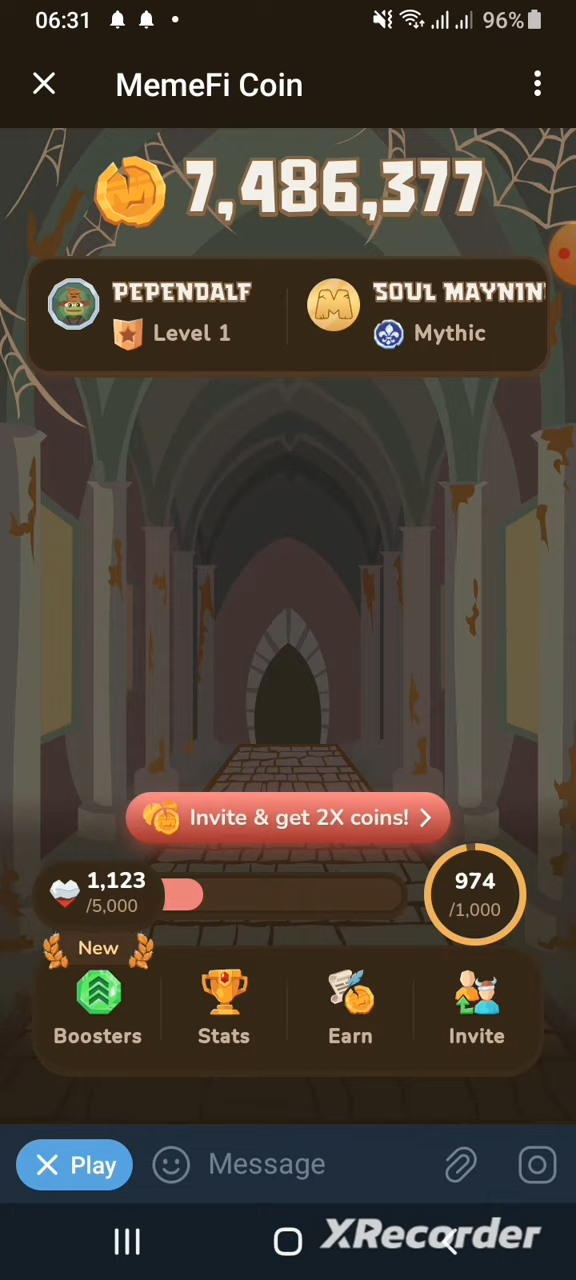 06:31
96%
MemeFi Coin
7,486,377
PEPENDALF
SOUL MAYNIN
Level 1
Mythic
Invite & get 2X coins!
1,123
/5,000
974
/1,000
New
Boosters
Stats
Earn
Invite
Play
Message
XRecorder